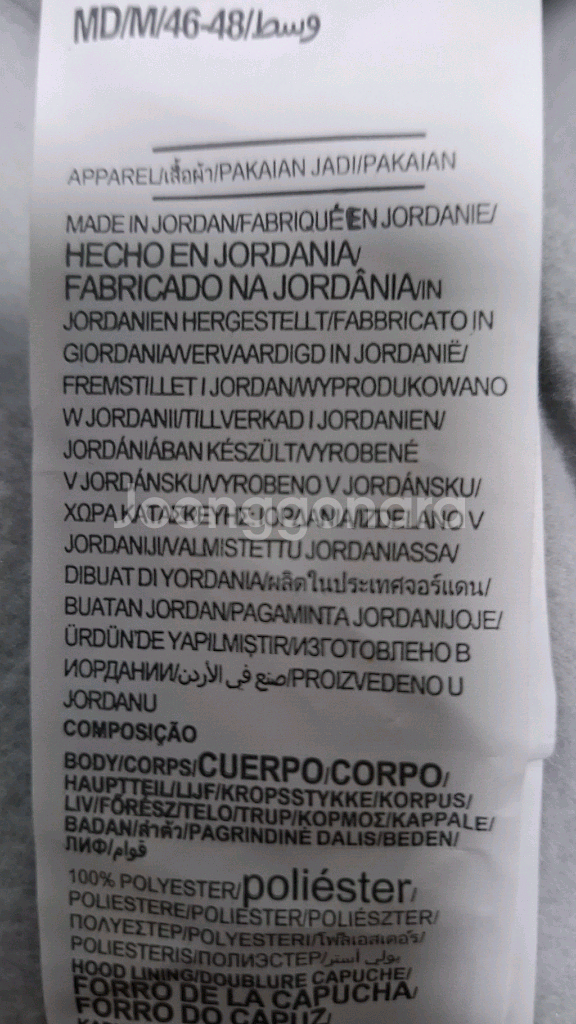 MD/M/46-48/وسط
APPAREL/เสื้อผ้า/PAKAIAN JADI/PAKAIAN
MADE IN JORDAN/FABRIQUÉ EN JORDANIE/
HECHO EN JORDANIA/
FABRICADO NA JORDÂNIA/IN
JORDANIEN HERGESTELLT/FABBRICATO IN
GIORDANIA/VERVAARDIGD IN JORDANIË/
FREMSTILLET I JORDAN/WYPRODUKOWANO
W JORDANII/TILLVERKAD I JORDANIEN/
JORDÁNIÁBAN KÉSZÜLT/VYROBENÉ
V JORDÁNSKU/VYROBENO V JORDÁNSKU/
Joonggonara
ΧΩΡΑ ΚΑΤΑΣΚΕΥΗΣ ΙΟΡΔΑΝΙΑ/IZDELANO V
JORDANIJI/VALMISTETTU JORDANIASSA/
DIBUAT DI YORDANIA/ผลิตในประเทศจอร์แดน/
BUATAN JORDAN/PAGAMINTA JORDANIJOJE/
ÜRDÜN'DE YAPILMIŞTIR/ИЗГОТОВЛЕНО В
ИОРДАНИИ/صنع في الأردن/PROIZVEDENO U
JORDANU
COMPOSIÇÃO
BODY/CORPS/CUERPO/CORPO/
HAUPTTEIL/LIJF/KROPSSTYKKE/KORPUS/
LIV/FŐRÉSZ/TELO/TRUP/ΚΟΡΜΟΣ/KAPPALE/
BADAN/ลำตัว/PAGRINDINĖ DALIS/BEDEN/
ЛИФ/قوام
100% POLYESTER/poliéster/
POLIESTERE/POLIESTER/POLIÉSZTER/
ΠΟΛΥΕΣΤΕΡ/POLYESTERI/โพลีเอสเตอร์/
POLIESTERIS/ПОЛИЭСТЕР/بولي أستر
HOOD LINING/DOUBLURE CAPUCHE/
FORRO DE LA CAPUCHA/
FORRO DO CAPUZ/